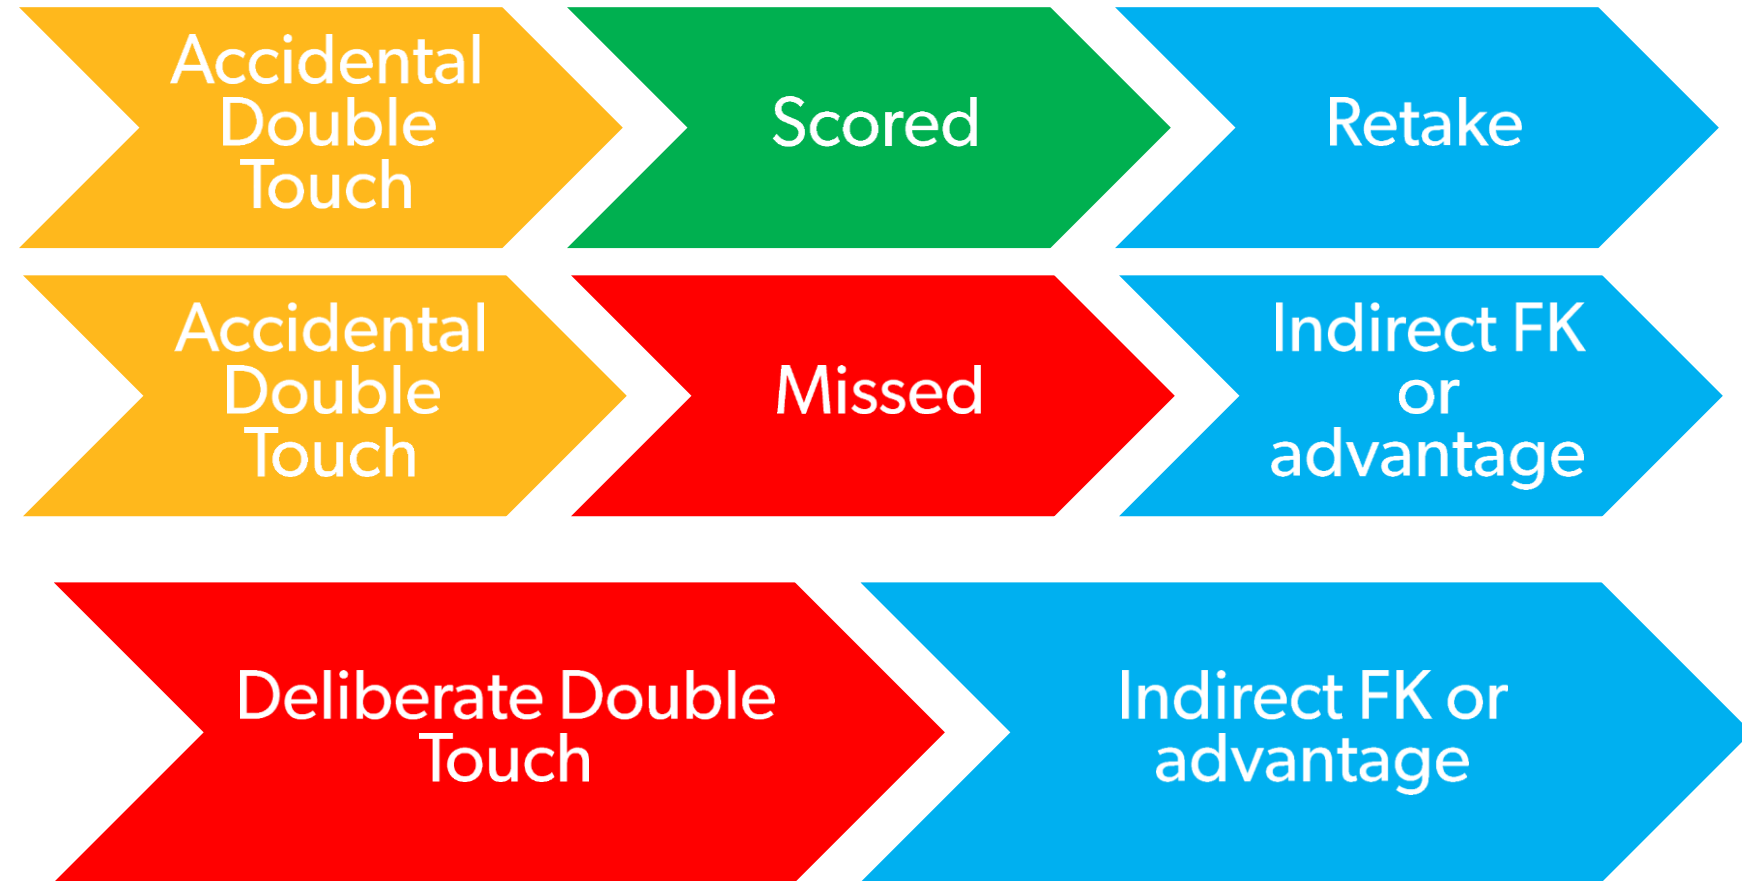 Accidental
Double
Touch
Scored
Retake
Accidental
Double
Touch
Missed
Indirect FK
or
advantage
Deliberate Double
Touch
Indirect FK or
advantage